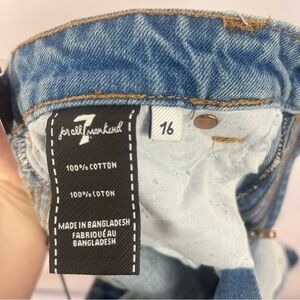 7
for all mankind
16
100% COTTON
100% COTON
MADE IN BANGLADESH
FABRIQUÉ AU
BANGLADESH